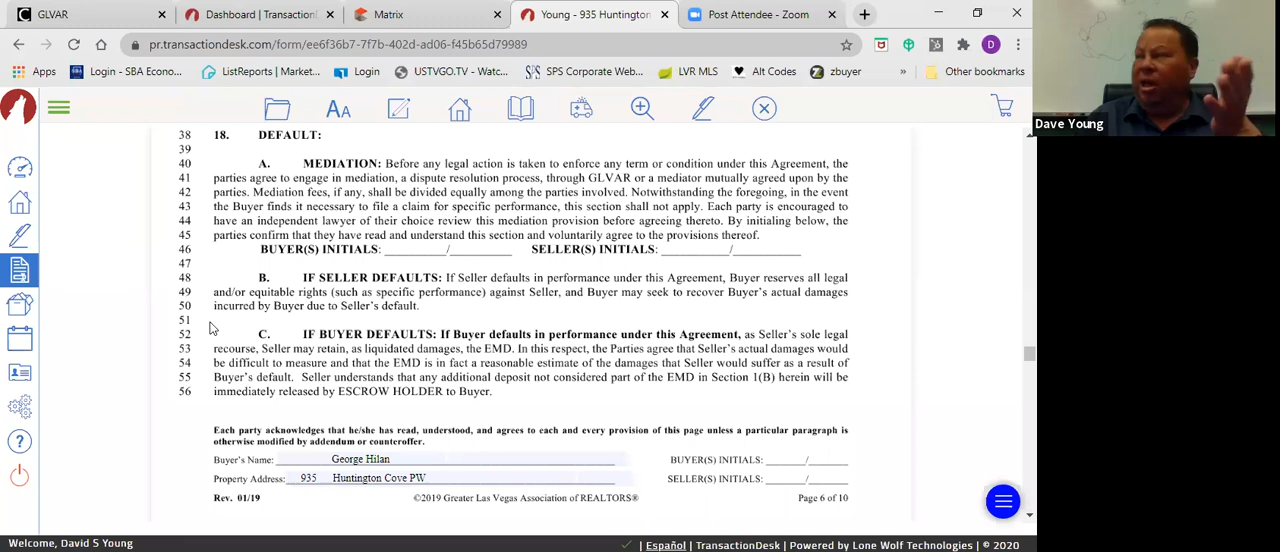 GLVAR
Dashboard | TransactionDesk
Matrix
Young - 935 Huntington
Post Attendee - Zoom
pr.transactiondesk.com/form/ee6f36b7-7f7b-402d-ad06-f45b65d79989
D
Apps
Login - SBA Econo...
ListReports | Market...
Login
USTVGO.TV - Watc...
SPS Corporate Web...
LVR MLS
Alt Codes
zbuyer
»
Other bookmarks
Dave Young
38 18. DEFAULT:
39
40 A. MEDIATION: Before any legal action is taken to enforce any term or condition under this Agreement, the
41 parties agree to engage in mediation, a dispute resolution process, through GLVAR or a mediator mutually agreed upon by the
42 parties. Mediation fees, if any, shall be divided equally among the parties involved. Notwithstanding the foregoing, in the event
43 the Buyer finds it necessary to file a claim for specific performance, this section shall not apply. Each party is encouraged to
44 have an independent lawyer of their choice review this mediation provision before agreeing thereto. By initialing below, the
45 parties confirm that they have read and understand this section and voluntarily agree to the provisions thereof.
46 BUYER(S) INITIALS: __________/__________ SELLER(S) INITIALS: __________/__________
47
48 B. IF SELLER DEFAULTS: If Seller defaults in performance under this Agreement, Buyer reserves all legal
49 and/or equitable rights (such as specific performance) against Seller, and Buyer may seek to recover Buyer's actual damages
50 incurred by Buyer due to Seller's default.
51
52 C. IF BUYER DEFAULTS: If Buyer defaults in performance under this Agreement, as Seller's sole legal
53 recourse, Seller may retain, as liquidated damages, the EMD. In this respect, the Parties agree that Seller's actual damages would
54 be difficult to measure and that the EMD is in fact a reasonable estimate of the damages that Seller would suffer as a result of
55 Buyer's default. Seller understands that any additional deposit not considered part of the EMD in Section 1(B) herein will be
56 immediately released by ESCROW HOLDER to Buyer.
Each party acknowledges that he/she has read, understood, and agrees to each and every provision of this page unless a particular paragraph is
otherwise modified by addendum or counteroffer.
Buyer's Name: George Hilan BUYER(S) INITIALS: ______/______
Property Address: 935 Huntington Cove PW SELLER(S) INITIALS: ______/______
Rev. 01/19 ©2019 Greater Las Vegas Association of REALTORS® Page 6 of 10
Welcome, David S Young
| Español | TransactionDesk | Powered by Lone Wolf Technologies | © 2020